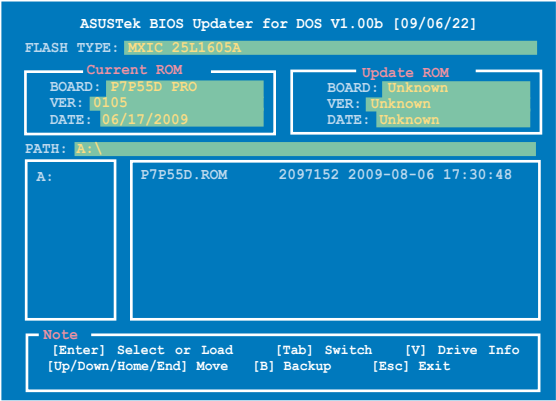 ASUSTek BIOS Updater for DOS V1.00b [09/06/22]
FLASH TYPE: MXIC 25L1605A
Current ROM
BOARD: P7P55D PRO
VER: 0105
DATE: 06/17/2009
Update ROM
BOARD: Unknown
VER: Unknown
DATE: Unknown
PATH: A:\
A:
P7P55D.ROM 2097152 2009-08-06 17:30:48
Note
[Enter] Select or Load [Tab] Switch [V] Drive Info
[Up/Down/Home/End] Move [B] Backup [Esc] Exit